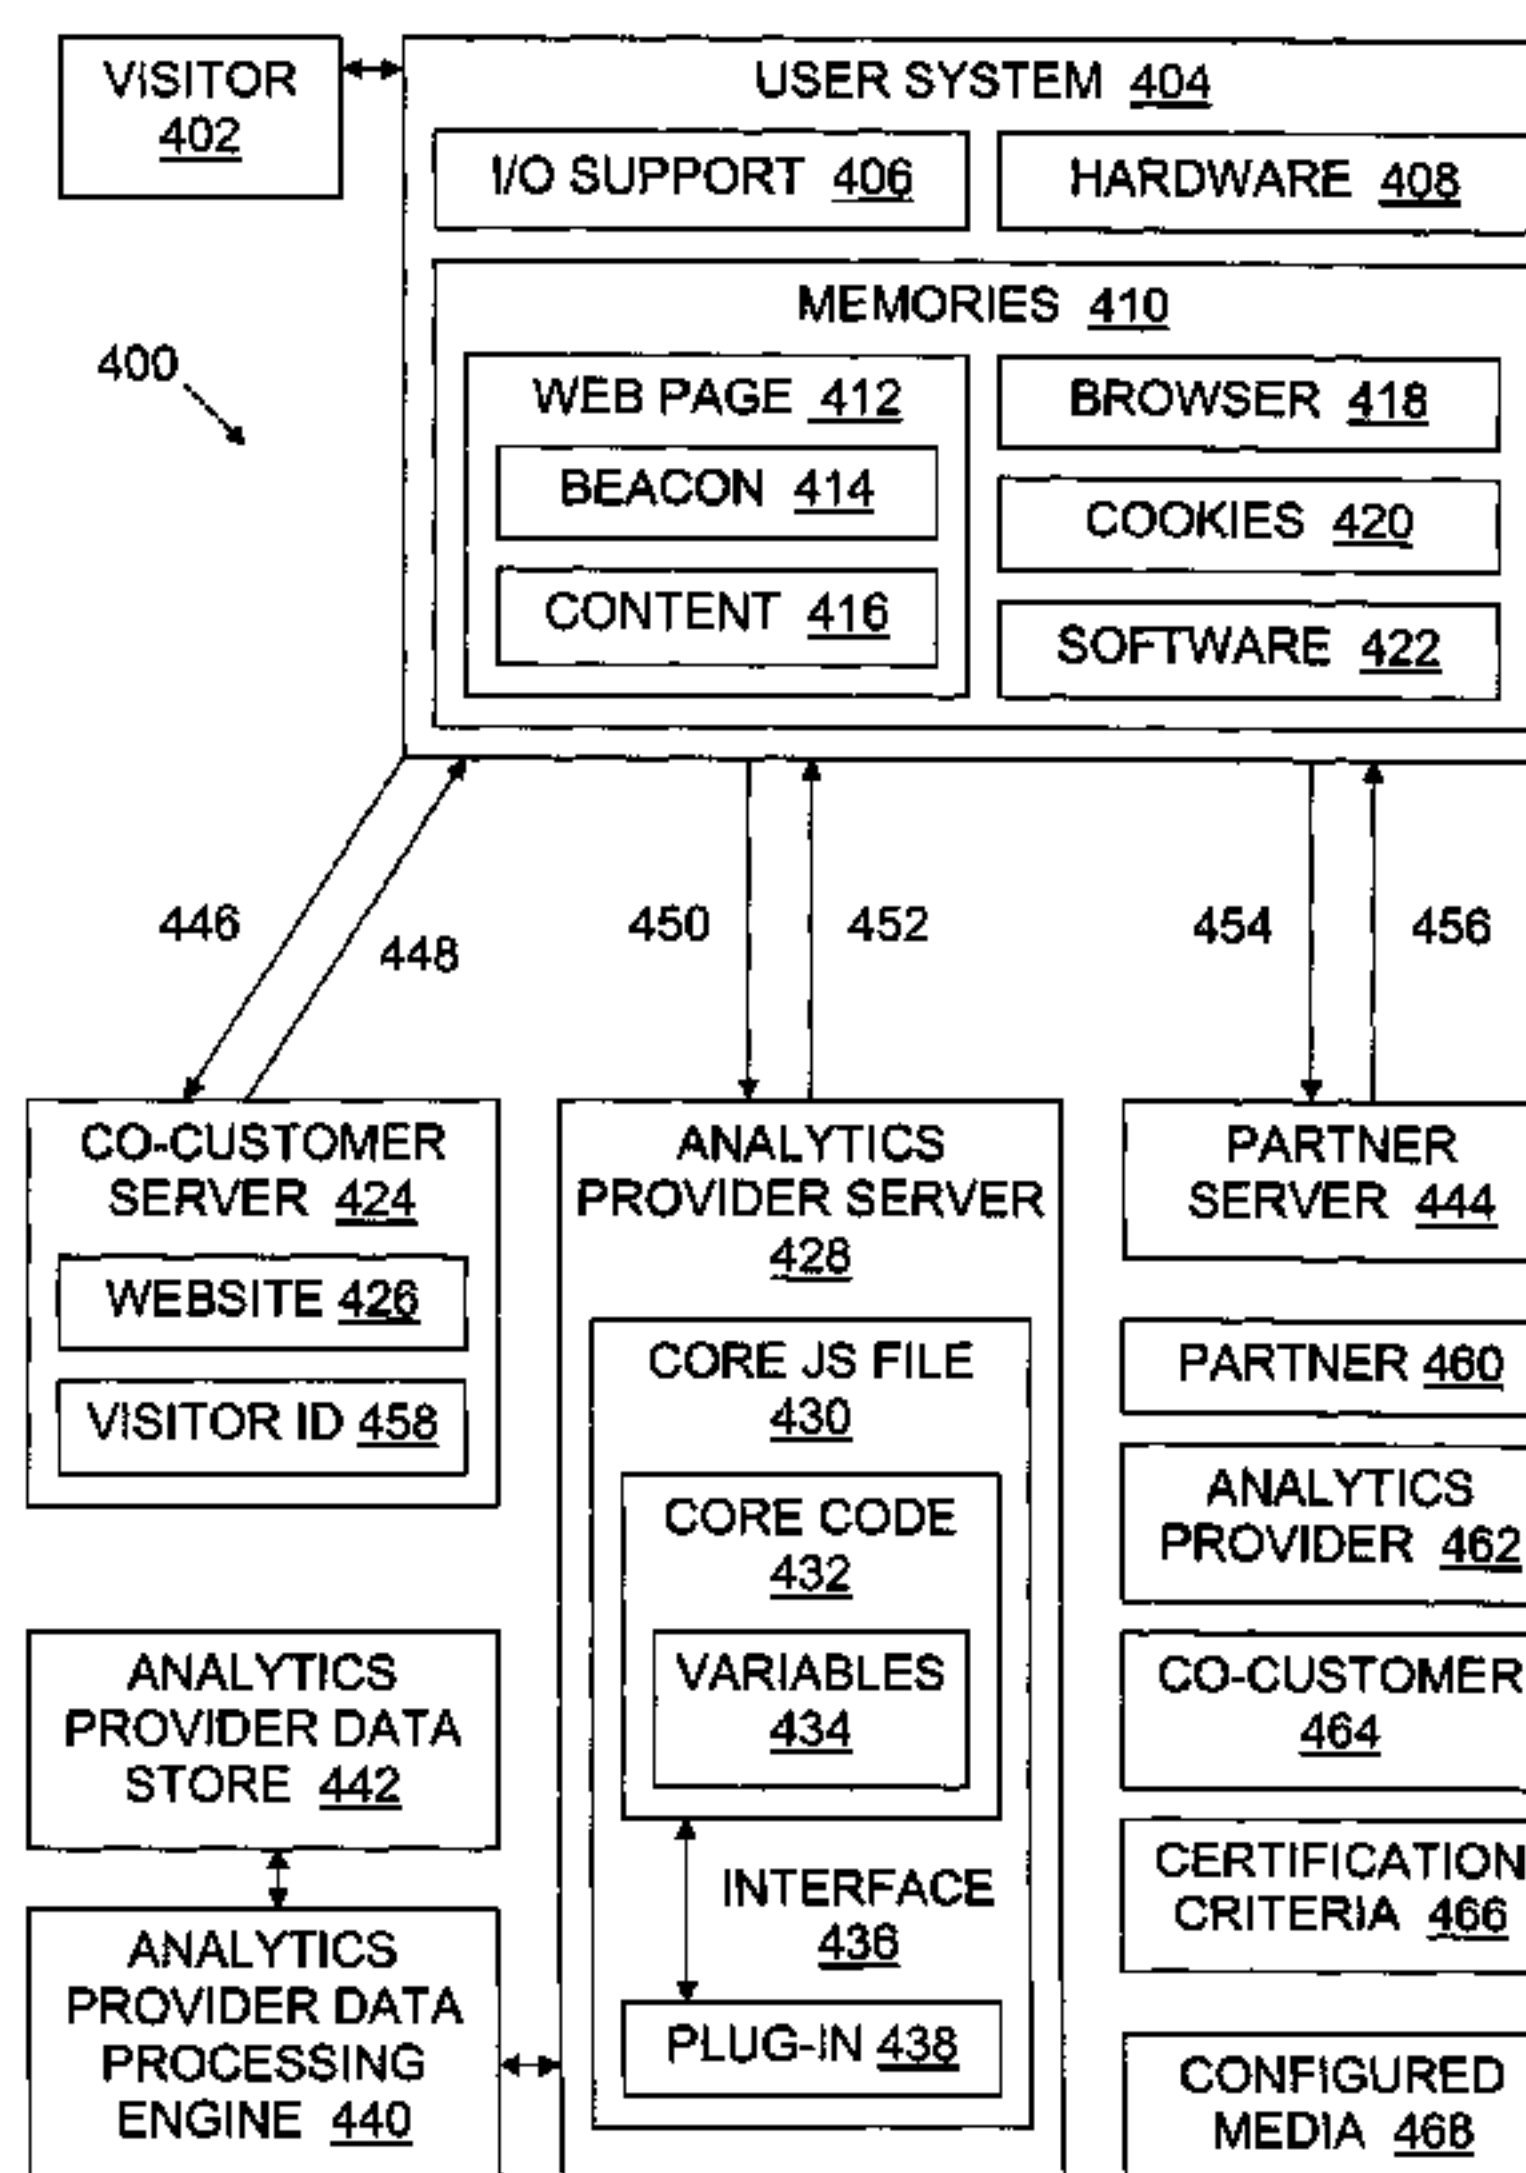 VISITOR
402
USER SYSTEM 404
I/O SUPPORT 406
HARDWARE 408
MEMORIES 410
400
WEB PAGE 412
BEACON 414
CONTENT 416
BROWSER 418
COOKIES 420
SOFTWARE 422
446
448
450
452
454
456
CO-CUSTOMER
SERVER 424
WEBSITE 426
VISITOR ID 458
ANALYTICS
PROVIDER SERVER
428
CORE JS FILE
430
CORE CODE
432
VARIABLES
434
INTERFACE
436
PLUG-IN 438
PARTNER
SERVER 444
PARTNER 460
ANALYTICS
PROVIDER 462
CO-CUSTOMER
464
CERTIFICATION
CRITERIA 466
CONFIGURED
MEDIA 468
ANALYTICS
PROVIDER DATA
STORE 442
ANALYTICS
PROVIDER DATA
PROCESSING
ENGINE 440